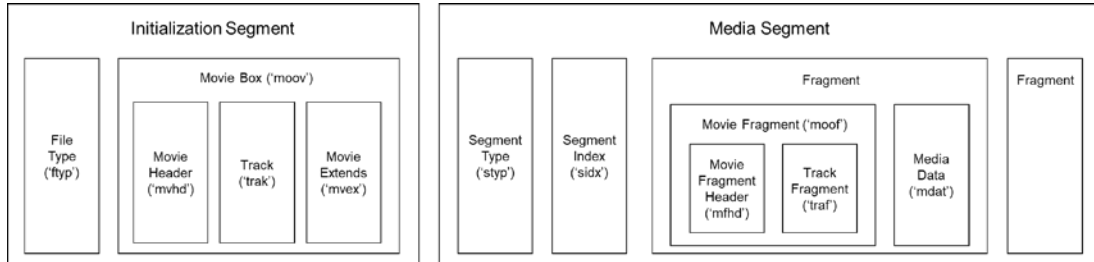 Initialization Segment
File
Type
('ftyp')
Movie Box ('moov')
Movie
Header
('mvhd')
Track
('trak')
Movie
Extends
('mvex')
Media Segment
Segment
Type
('styp')
Segment
Index
('sidx')
Fragment
Movie Fragment ('moof')
Movie
Fragment
Header
('mfhd')
Track
Fragment
('traf')
Media
Data
('mdat')
Fragment